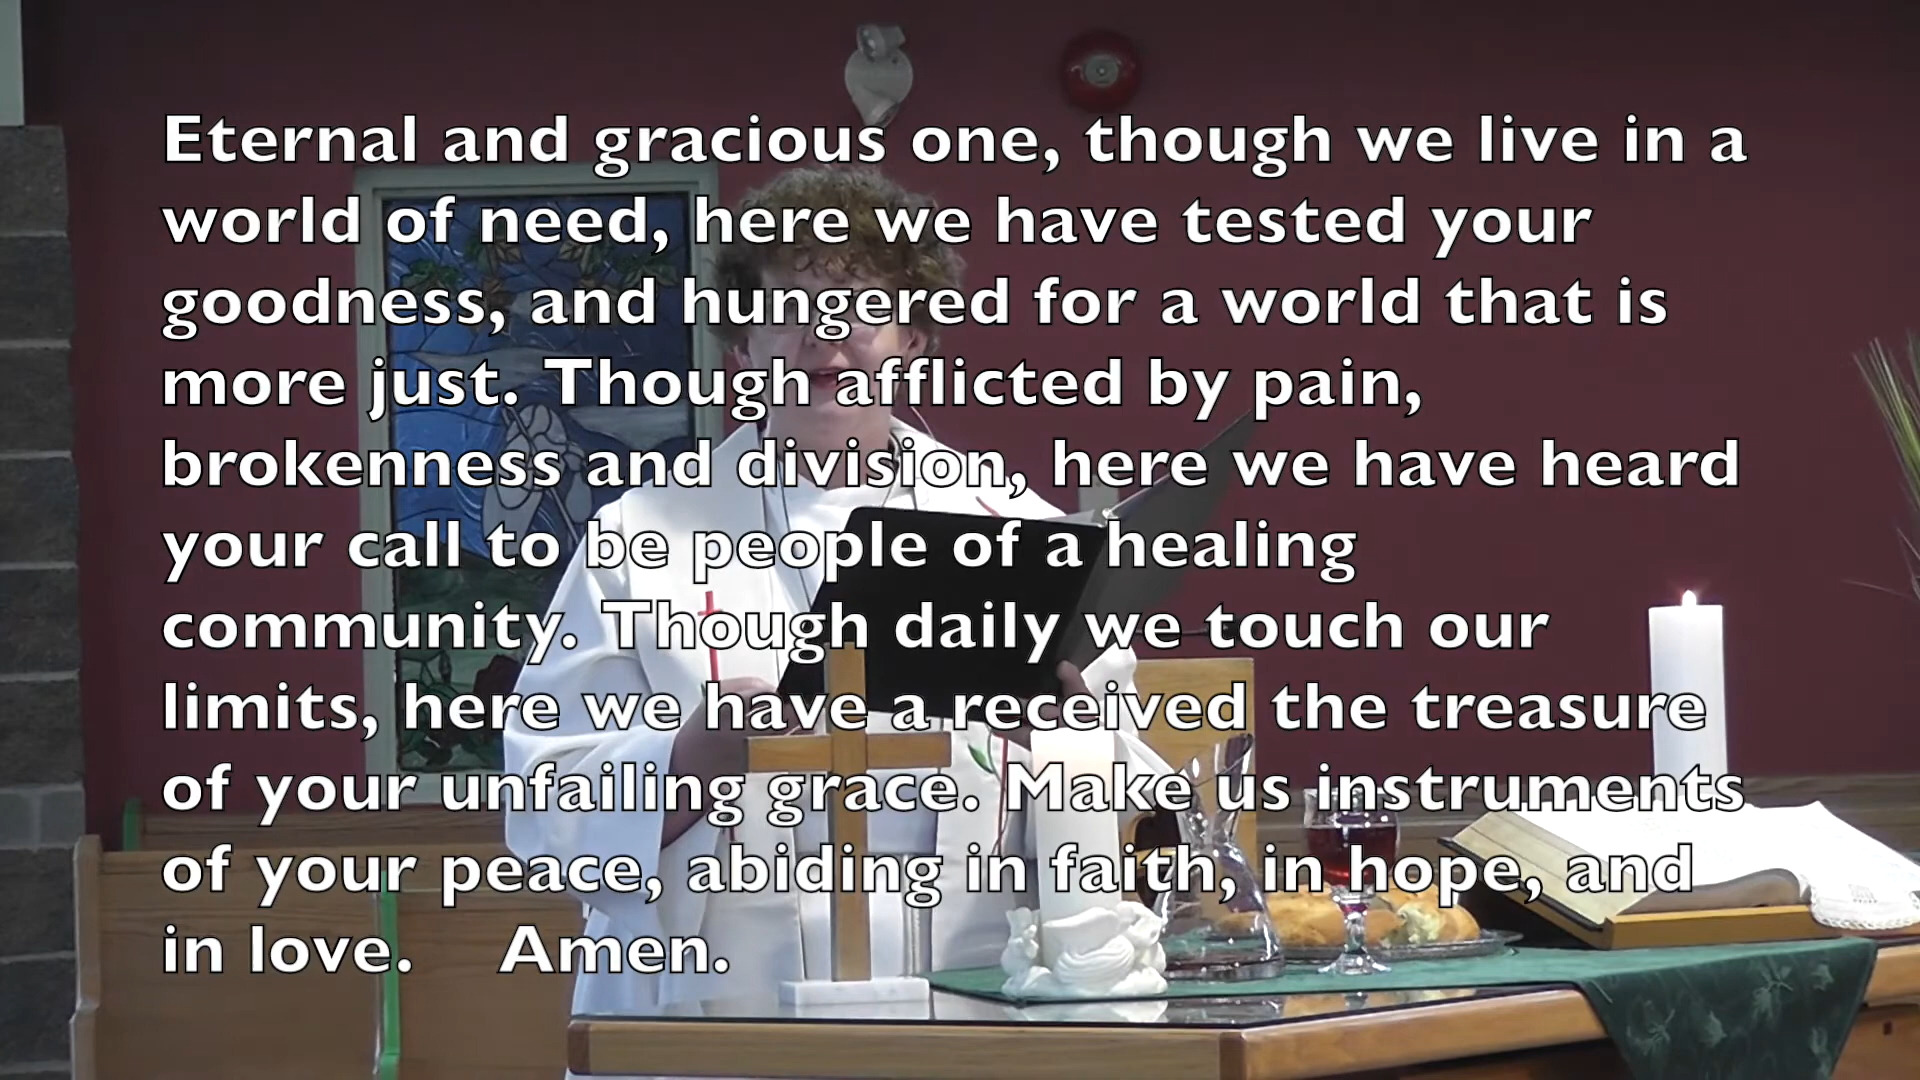 Eternal and gracious one, though we live in a
world of need, here we have tested your
goodness, and hungered for a world that is
more just. Though afflicted by pain,
brokenness and division, here we have heard
your call to be people of a healing
community. Though daily we touch our
limits, here we have a received the treasure
of your unfailing grace. Make us instruments
of your peace, abiding in faith, in hope, and
in love. Amen.